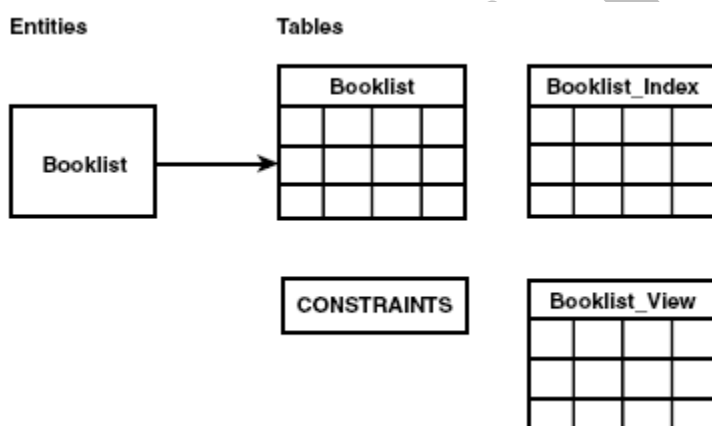 Entities
Tables
Booklist
Booklist_Index
Booklist
CONSTRAINTS
Booklist_View